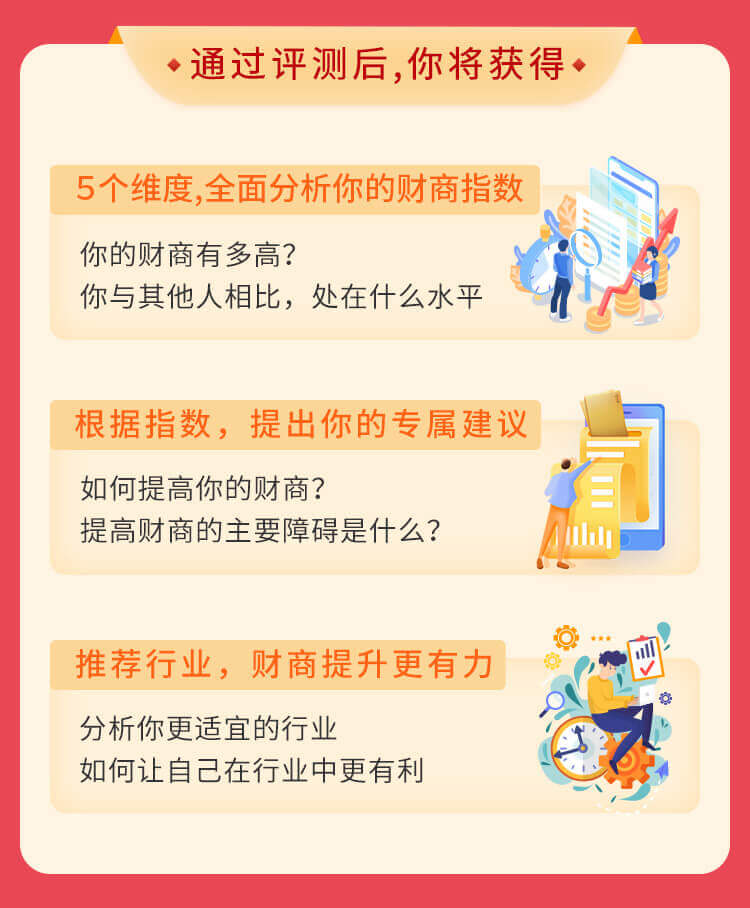 通过评测后,你将获得
5个维度,全面分析你的财商指数
你的财商有多高？
你与其他人相比，处在什么水平
根据指数，提出你的专属建议
如何提高你的财商？
提高财商的主要障碍是什么？
推荐行业，财商提升更有力
分析你更适宜的行业
如何让自己在行业中更有利